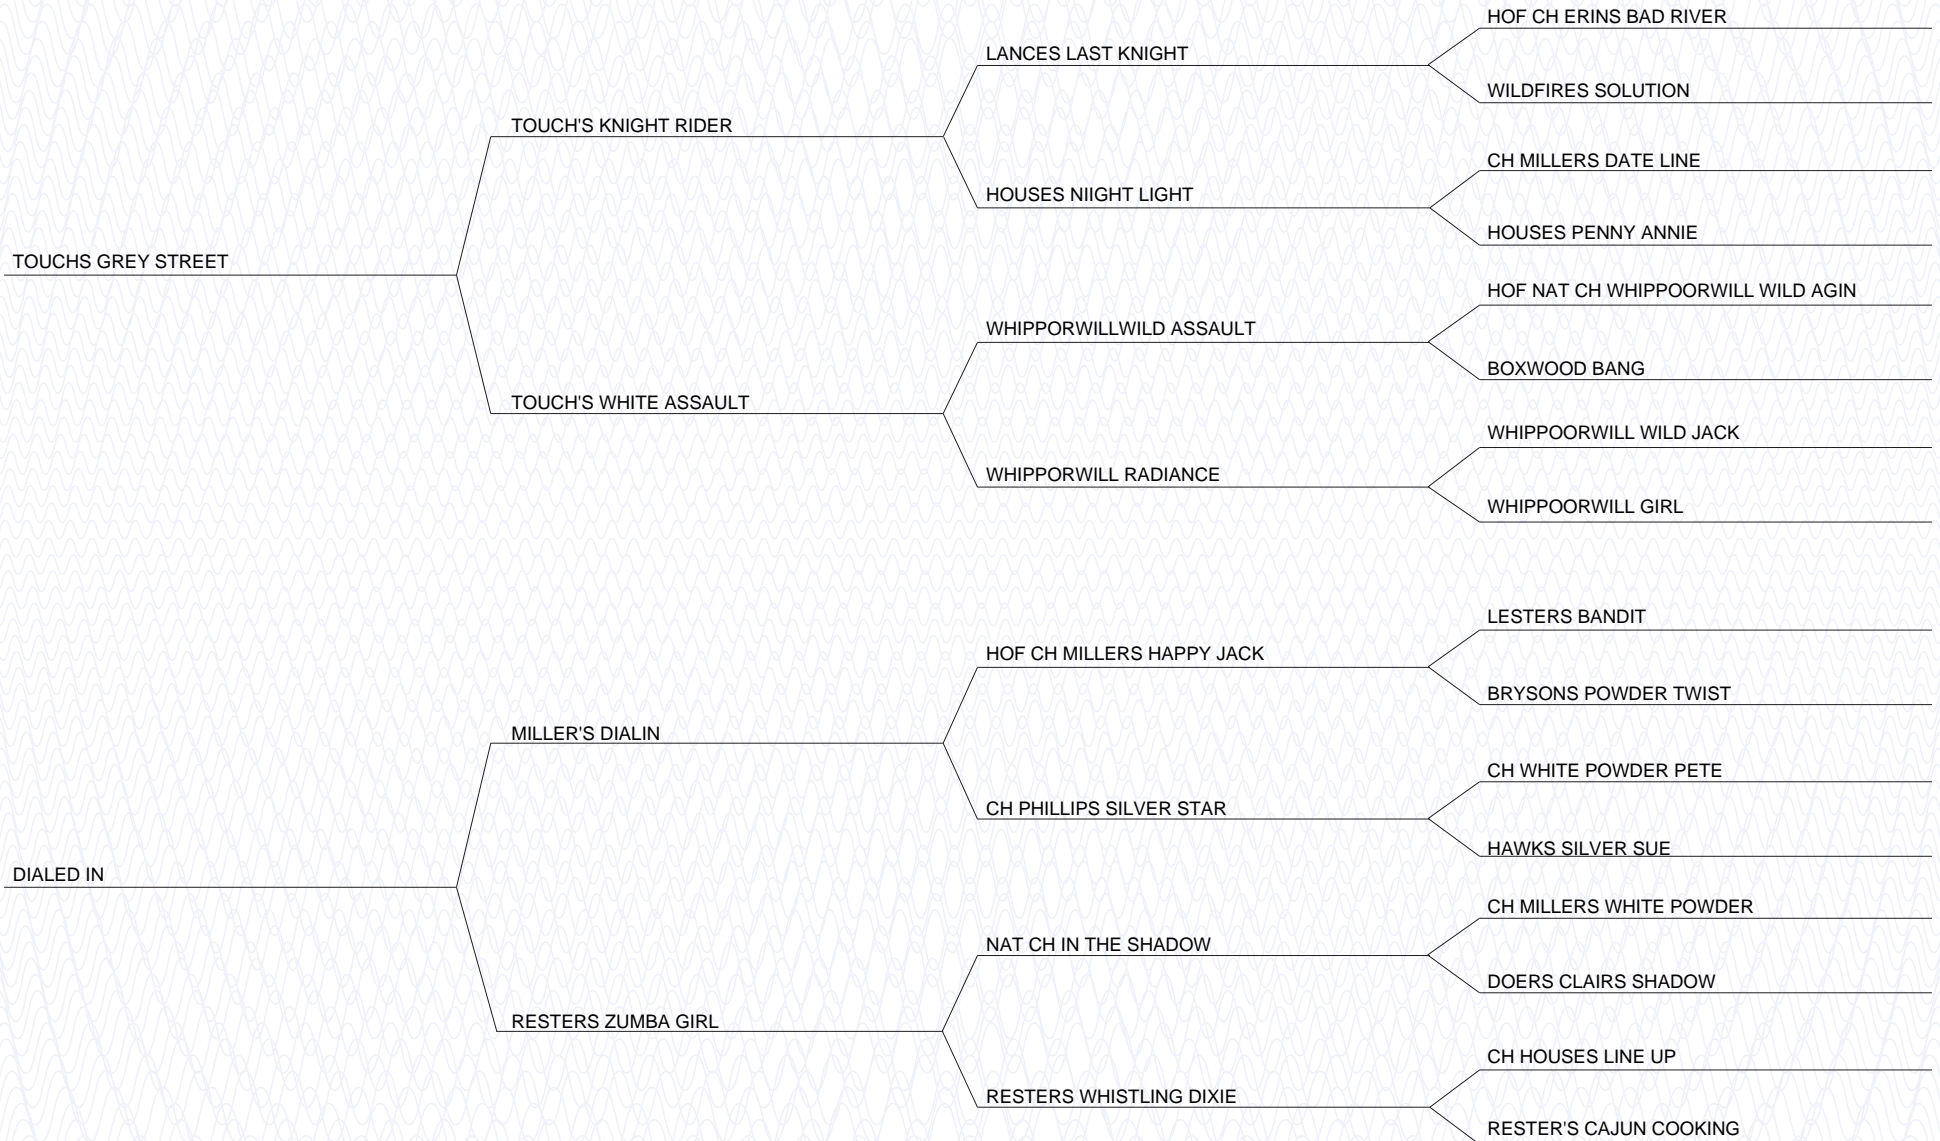 HOF CH ERINS BAD RIVER
LANCES LAST KNIGHT
WILDFIRES SOLUTION
TOUCH'S KNIGHT RIDER
CH MILLERS DATE LINE
HOUSES NIIGHT LIGHT
HOUSES PENNY ANNIE
TOUCHS GREY STREET
HOF NAT CH WHIPPOORWILL WILD AGIN
WHIPPORWILLWILD ASSAULT
BOXWOOD BANG
TOUCH'S WHITE ASSAULT
WHIPPOORWILL WILD JACK
WHIPPORWILL RADIANCE
WHIPPOORWILL GIRL
LESTERS BANDIT
HOF CH MILLERS HAPPY JACK
BRYSONS POWDER TWIST
MILLER'S DIALIN
CH WHITE POWDER PETE
CH PHILLIPS SILVER STAR
HAWKS SILVER SUE
DIALED IN
CH MILLERS WHITE POWDER
NAT CH IN THE SHADOW
DOERS CLAIRS SHADOW
RESTERS ZUMBA GIRL
CH HOUSES LINE UP
RESTERS WHISTLING DIXIE
RESTER'S CAJUN COOKING